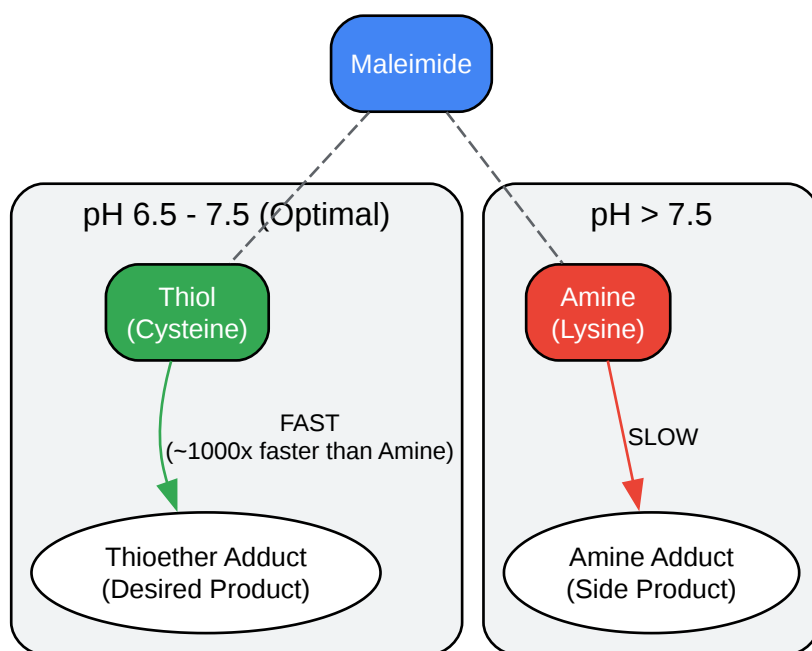 Maleimide
pH 6.5 - 7.5 (Optimal)
Thiol
(Cysteine)
FAST
(~1000x faster than Amine)
Thioether Adduct
(Desired Product)
pH > 7.5
Amine
(Lysine)
SLOW
Amine Adduct
(Side Product)